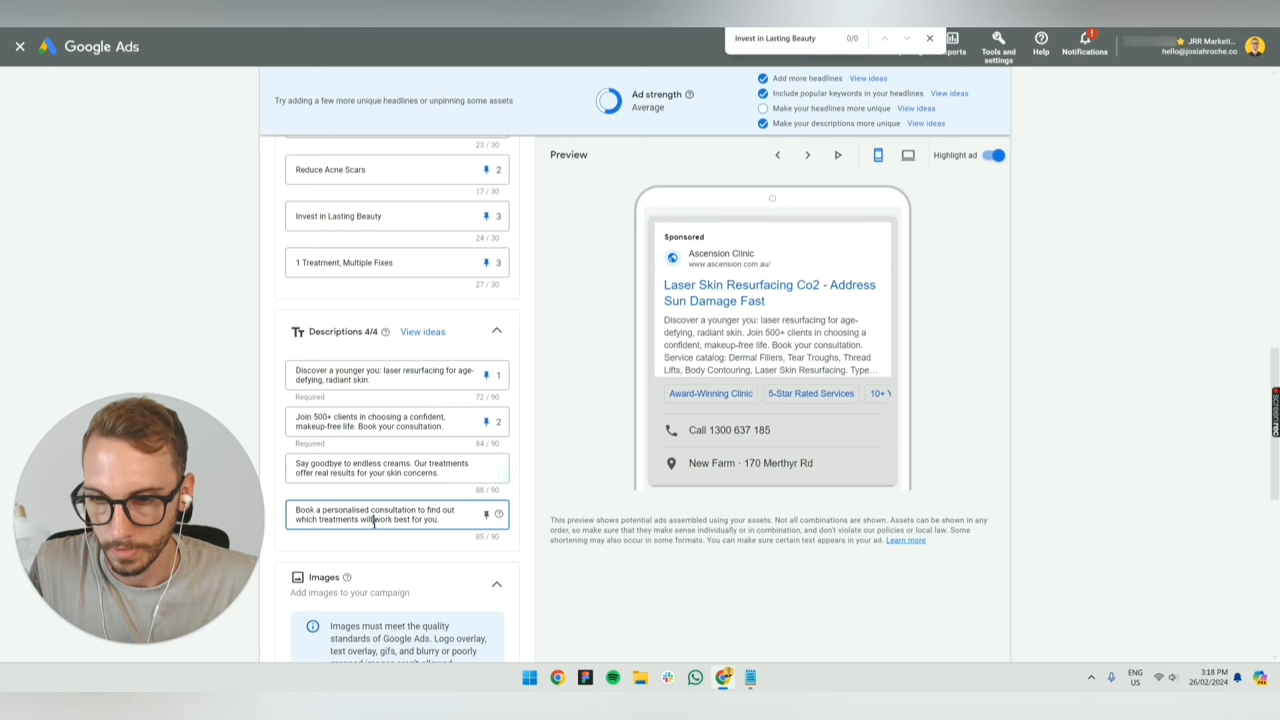 Google Ads
Invest in Lasting Beauty 0/0
ports
Tools and
settings
Help
Notifications
JRR Marketi...
hello@josiahroche.co
Try adding a few more unique headlines or unpinning some assets
Ad strength
Average
Add more headlines View ideas
Include popular keywords in your headlines View ideas
Make your headlines more unique View ideas
Make your descriptions more unique View ideas
23 / 30
Reduce Acne Scars 2
17 / 30
Invest in Lasting Beauty 3
24 / 30
1 Treatment, Multiple Fixes 3
27 / 30
Descriptions 4/4 View ideas
Discover a younger you: laser resurfacing for age-
defying, radiant skin. 1
Required 72 / 90
Join 500+ clients in choosing a confident,
makeup-free life. Book your consultation. 2
Required 84 / 90
Say goodbye to endless creams. Our treatments
offer real results for your skin concerns.
88 / 90
Book a personalised consultation to find out
which treatments will work best for you.
85 / 90
Images
Add images to your campaign
Images must meet the quality
standards of Google Ads. Logo overlay,
text overlay, gifs, and blurry or poorly
Preview
Highlight ad
Sponsored
Ascension Clinic
www.ascension.com.au/
Laser Skin Resurfacing Co2 - Address
Sun Damage Fast
Discover a younger you: laser resurfacing for age-
defying, radiant skin. Join 500+ clients in choosing a
confident, makeup-free life. Book your consultation.
Service catalog: Dermal Fillers, Tear Troughs, Thread
Lifts, Body Contouring, Laser Skin Resurfacing. Type...
Award-Winning Clinic 5-Star Rated Services 10+ Y
Call 1300 637 185
New Farm · 170 Merthyr Rd
This preview shows potential ads assembled using your assets. Not all combinations are shown. Assets can be shown in any
order, so make sure that they make sense individually or in combination, and don't violate our policies or local law. Some
shortening may also occur in some formats. You can make sure certain text appears in your ad. Learn more
ENG
US
3:18 PM
26/02/2024